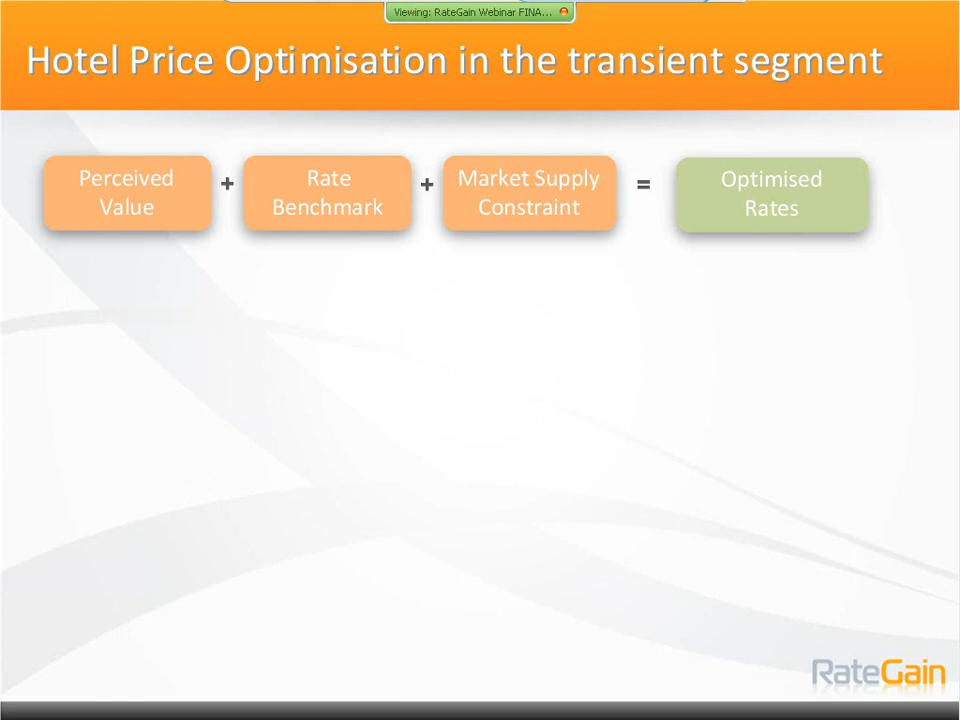 Viewing: RateGain Webinar FINA...
Hotel Price Optimisation in the transient segment
Perceived
Value
+
Rate
Benchmark
+
Market Supply
Constraint
=
Optimised
Rates
RateGain